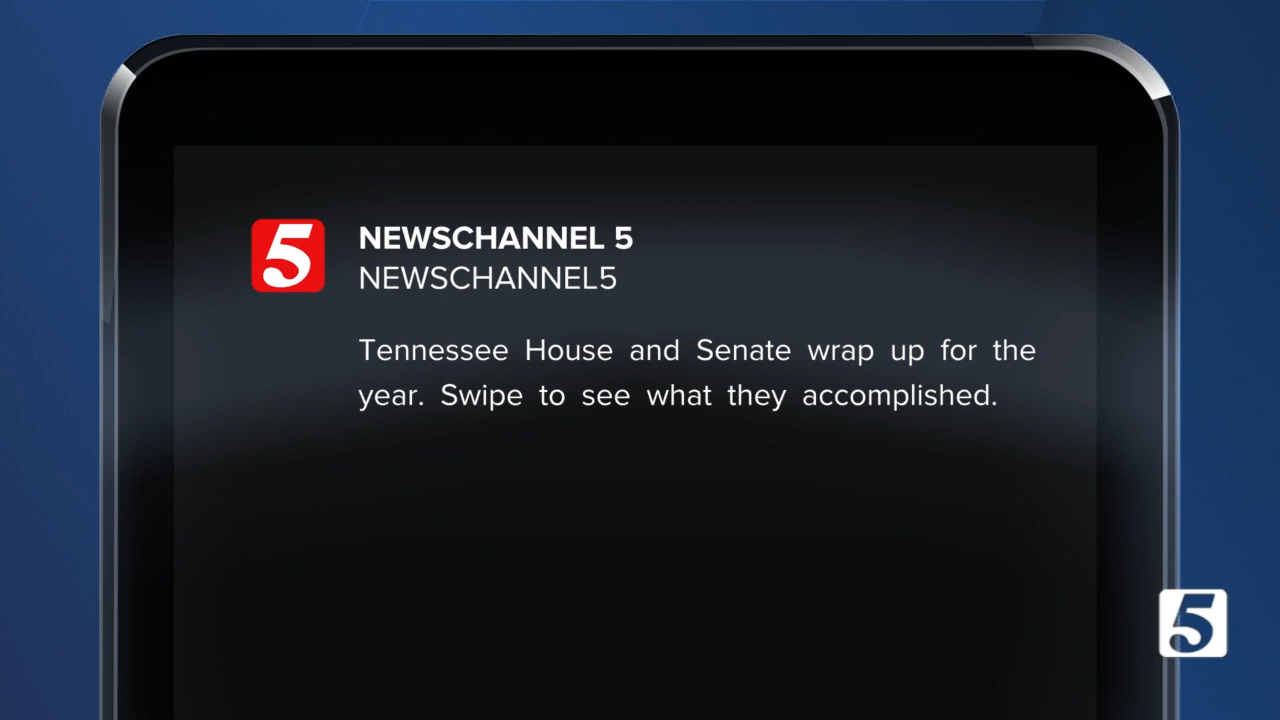 5
NEWSCHANNEL 5
NEWSCHANNEL5
Tennessee House and Senate wrap up for the
year. Swipe to see what they accomplished.
5